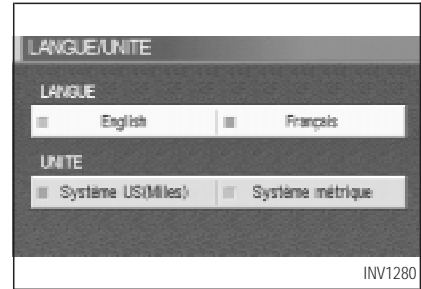 LANGUE/UNITE
LANGUE
English Français
UNITE
Système US(Miles) Système métrique
INV1280